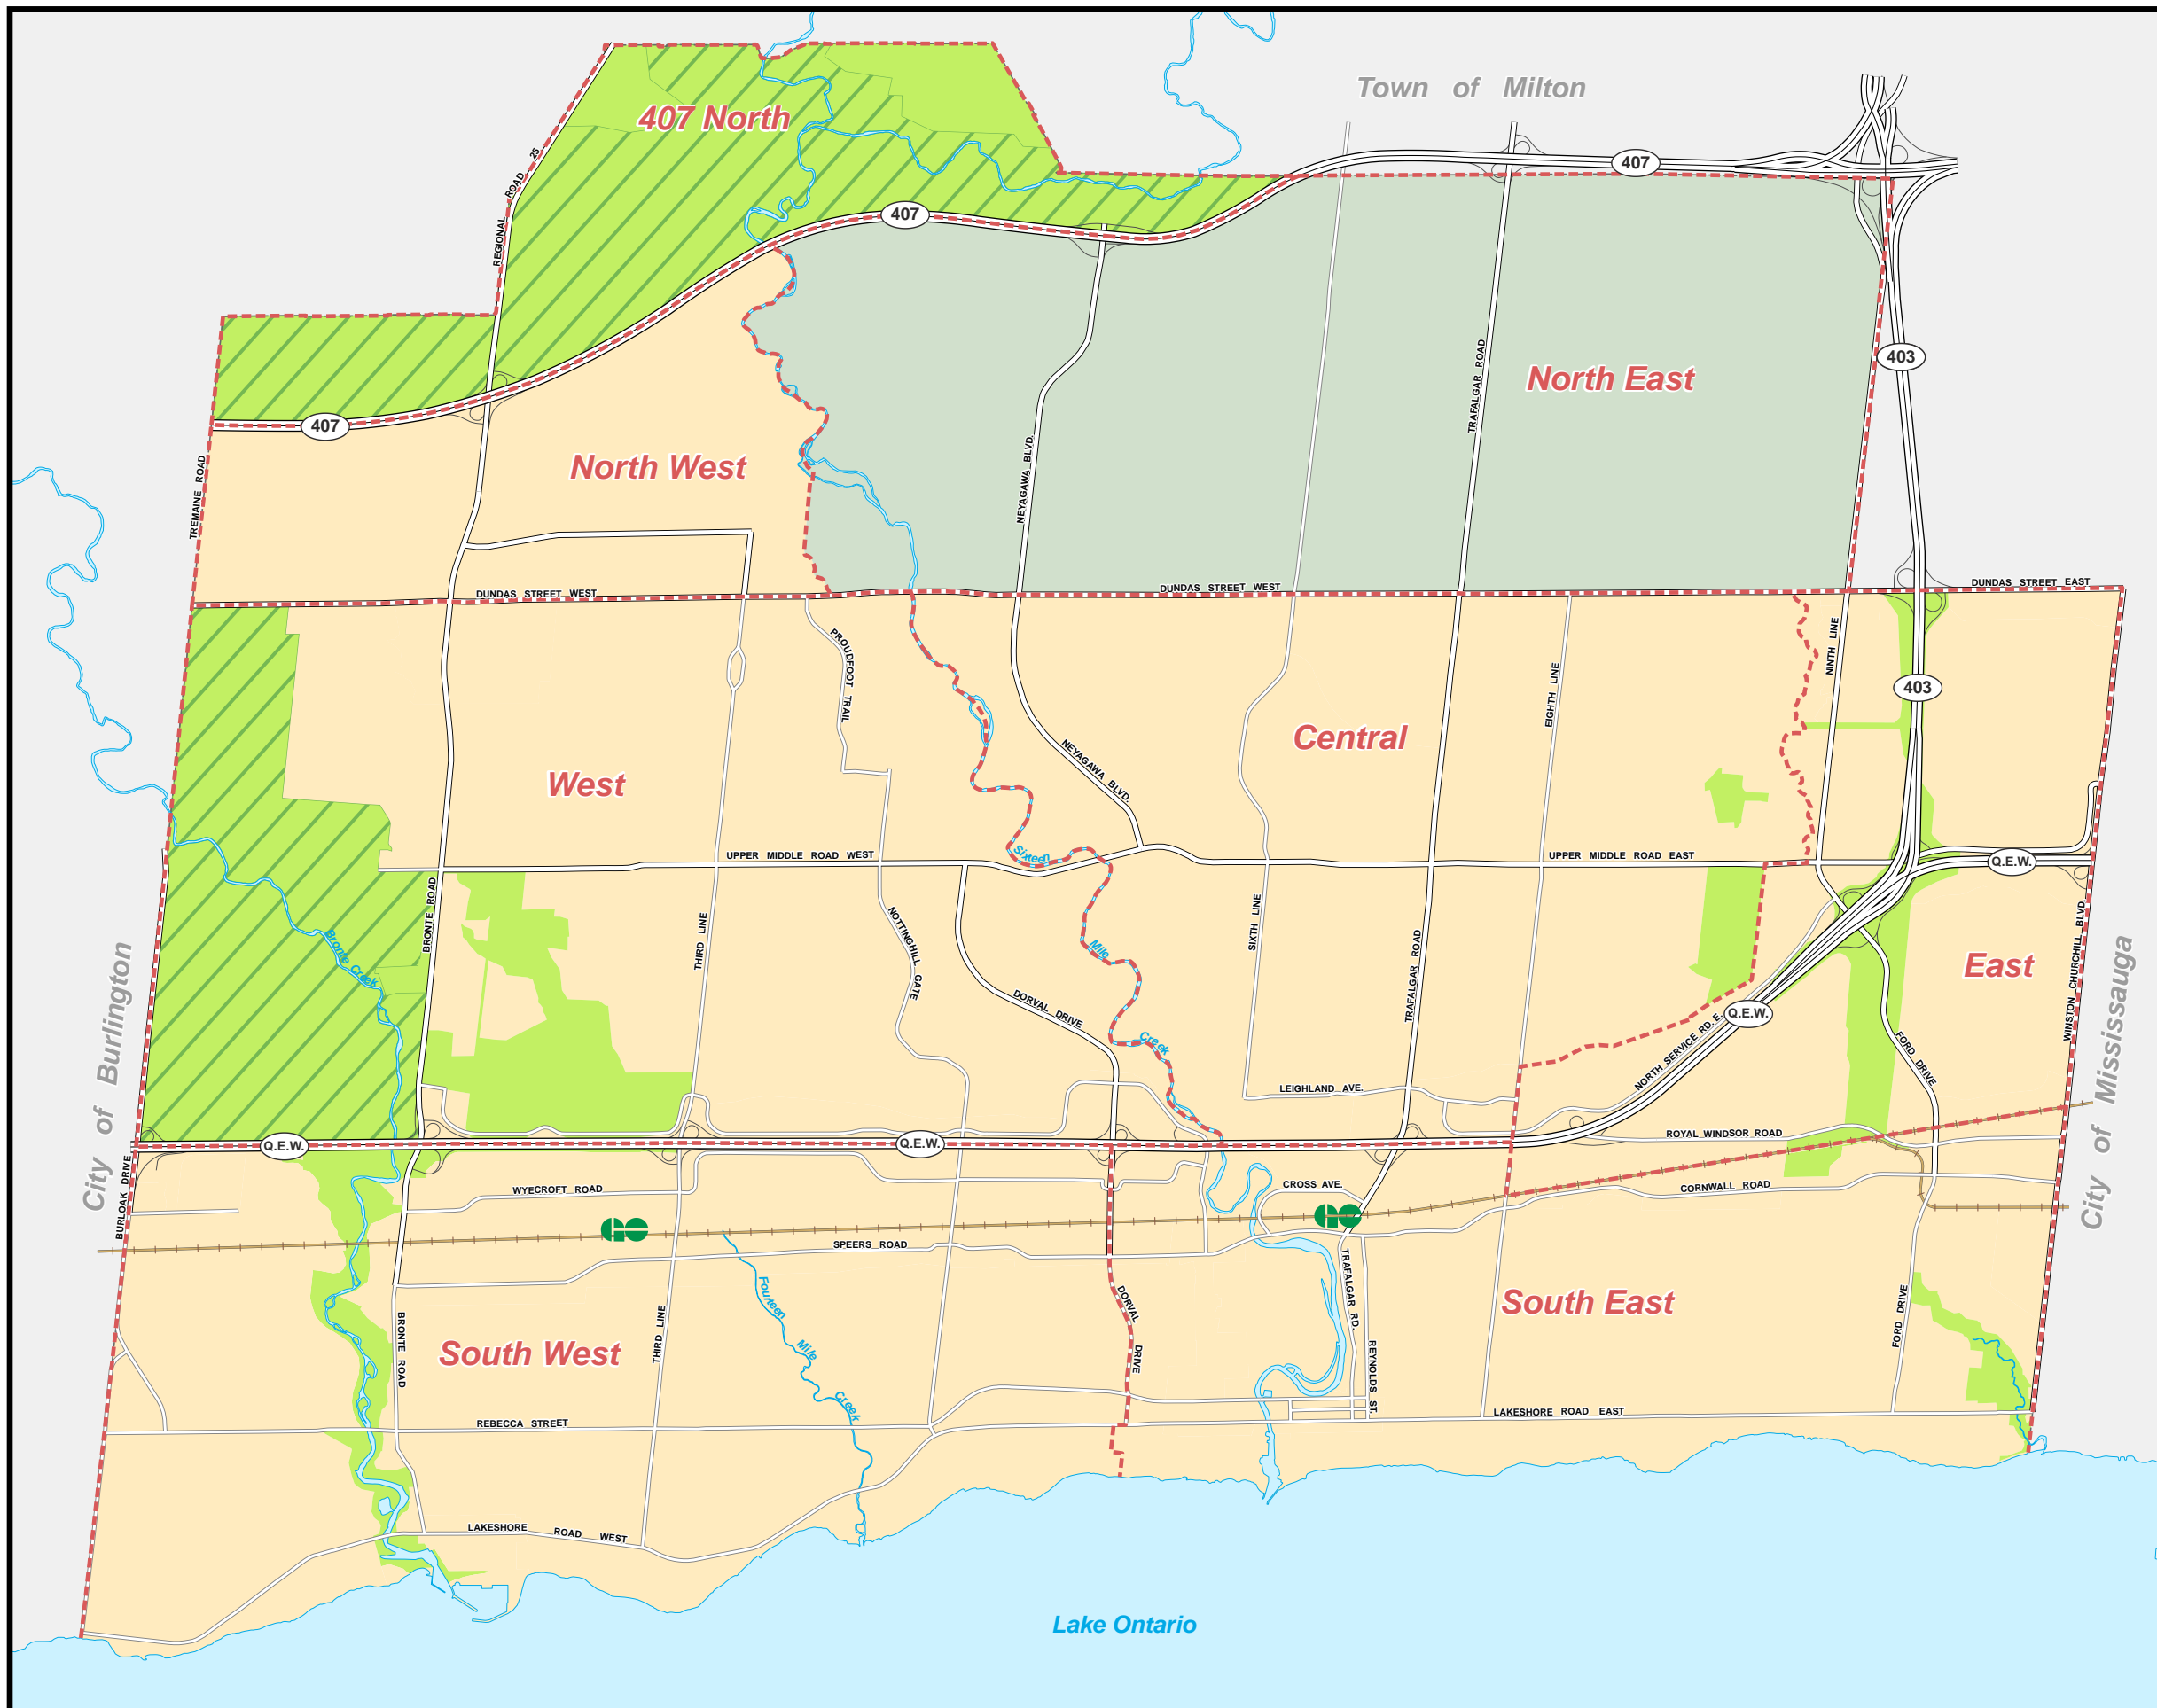 Town of Milton
407 North
407
REGIONAL ROAD 25
407
403
North East
TRAFALGAR ROAD
407
North West
NEYAGAWA BLVD.
TREMAINE ROAD
DUNDAS STREET WEST
DUNDAS STREET WEST
DUNDAS STREET EAST
PROUDFOOT TRAIL
NINTH LINE
EIGHTH LINE
403
Central
NEYAGAWA BLVD.
West
UPPER MIDDLE ROAD WEST
Sixteen
UPPER MIDDLE ROAD EAST
Q.E.W.
BRONTE ROAD
THIRD LINE
NOTTINGHILL GATE
Mile
SIXTH LINE
TRAFALGAR ROAD
East
WINSTON CHURCHILL BLVD.
City of Burlington
Bronte Creek
DORVAL DRIVE
Creek
Q.E.W.
NORTH SERVICE RD. E.
FORD DRIVE
City of Mississauga
LEIGHLAND AVE.
ROYAL WINDSOR ROAD
Q.E.W.
Q.E.W.
BURLOAK DRIVE
WYECROFT ROAD
CROSS AVE.
CORNWALL ROAD
GO
GO
SPEERS ROAD
Fourteen
Mile
Creek
DORVAL
DRIVE
TRAFALGAR RD.
REYNOLDS ST.
South East
FORD DRIVE
BRONTE ROAD
South West
THIRD LINE
REBECCA STREET
LAKESHORE ROAD EAST
LAKESHORE ROAD WEST
Lake Ontario